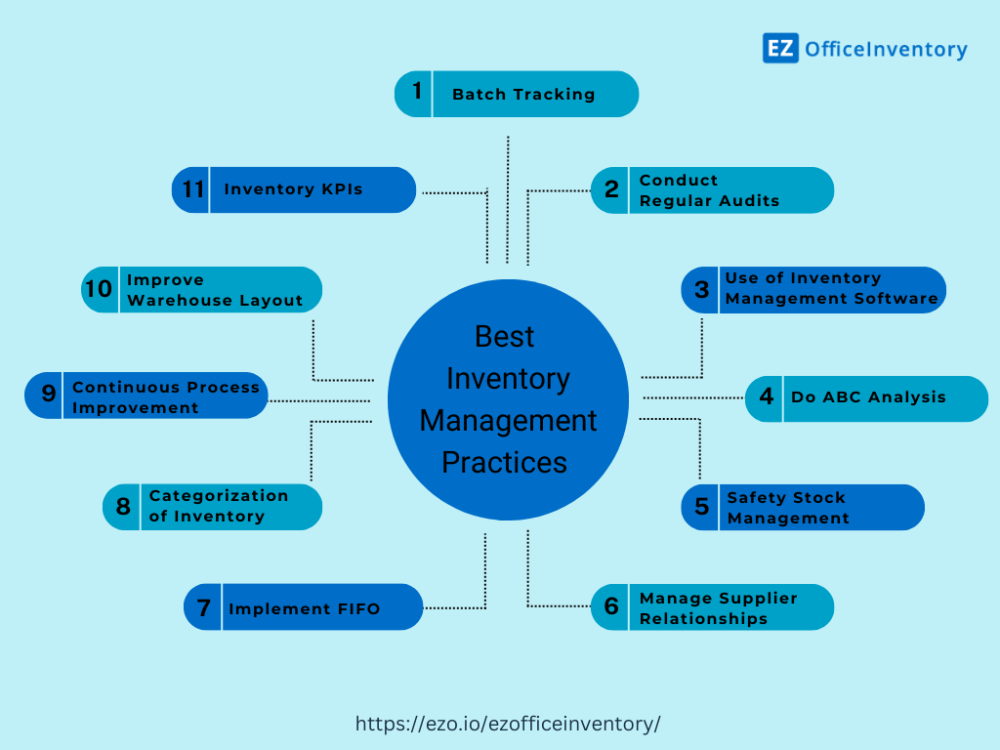 EZ OfficeInventory
1 Batch Tracking
2 Conduct
Regular Audits
3 Use of Inventory
Management Software
4 Do ABC Analysis
5 Safety Stock
Management
6 Manage Supplier
Relationships
7 Implement FIFO
8 Categorization
of Inventory
9 Continuous Process
Improvement
10 Improve
Warehouse Layout
11 Inventory KPIs
Best
Inventory
Management
Practices
https://ezo.io/ezofficeinventory/